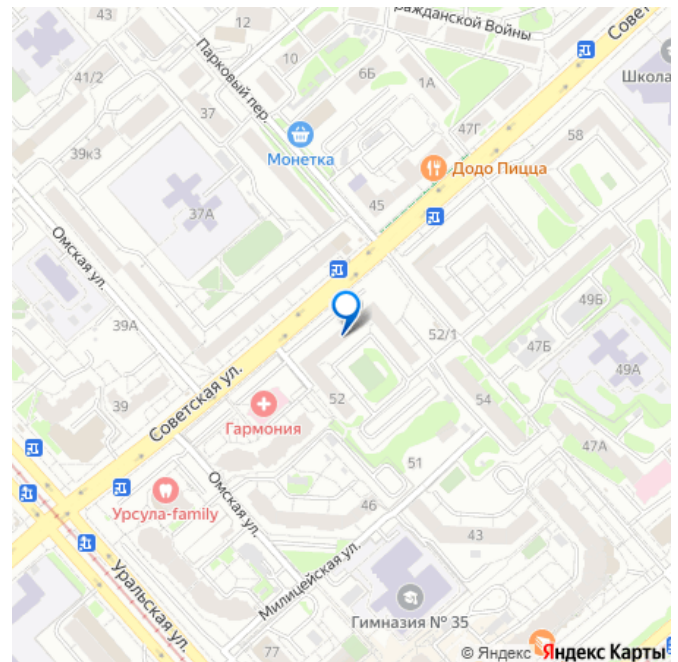 43
12
ражданской Войны
Сове
10
6Б
1А
Школа
41/2
37
Парковый пер.
47Г
58
39к3
Монетка
Додо Пицца
37А
45
Омская ул.
49Б
39А
52/1
47Б
49А
Советская ул.
39
52
54
Гармония
47А
51
Урсула-family
46
Омская ул.
43
Уральская ул.
Милицейская ул.
Гимназия № 35
77
© Яндекс Яндекс Карты